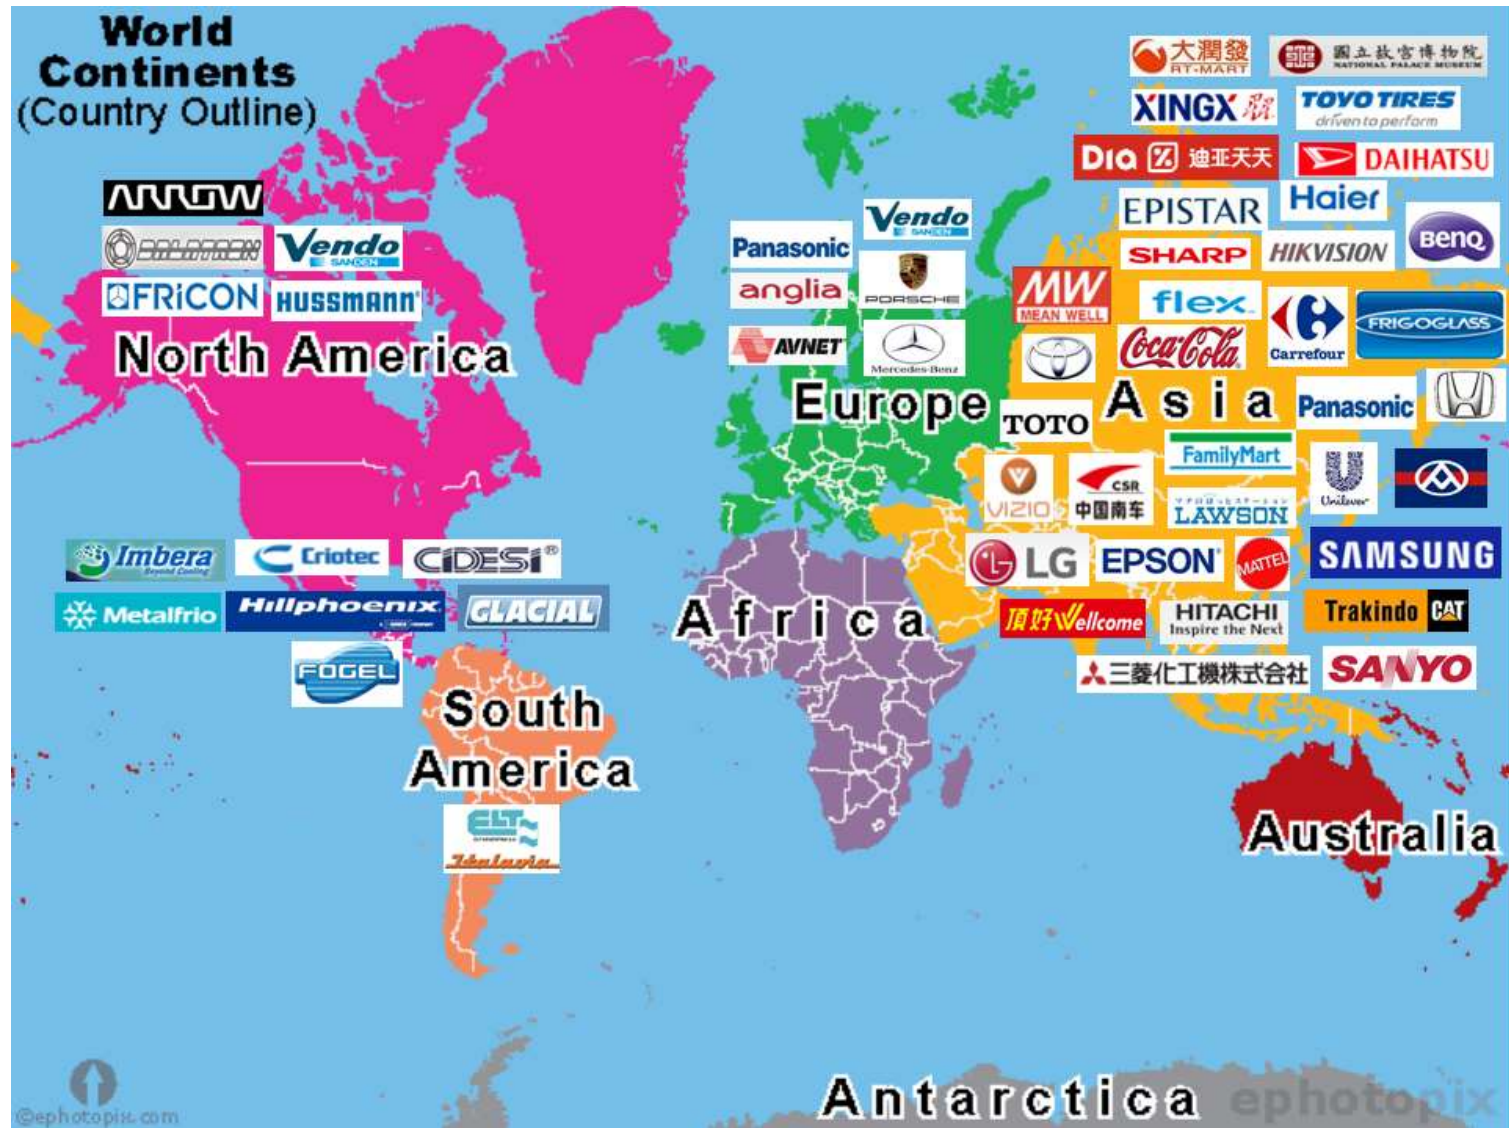 World
Continents
(Country Outline)
ARROW
Vendo
SANDEN
FRiCON
HUSSMANN
North America
Imbera
Beyond Cooling
Criotec
CiDESi®
Metalfrio
Hillphoenix
GLACIAL
FOGEL
South
America
ELT
Italavia
Vendo
SANDEN
Panasonic
anglia
PORSCHE
AVNET
Mercedes-Benz
Europe
Africa
大潤發
RT-MART
國立故宮博物院
NATIONAL PALACE MUSEUM
XINGX
TOYO TIRES
driven to perform
Dia % 迪亚天天
DAIHATSU
EPISTAR
Haier
BenQ
SHARP
HIKVISION
MW
MEAN WELL
flex
Carrefour
FRIGOGLASS
Coca-Cola
Asia
Panasonic
TOTO
FamilyMart
VIZIO
CSR
中国南车
LAWSON
Unilever
LG
EPSON
MATTEL
SAMSUNG
頂好Wellcome
HITACHI
Inspire the Next
Trakindo CAT
三菱化工機株式会社
SANYO
Australia
Antarctica
©ephotopix.com
ephotopix